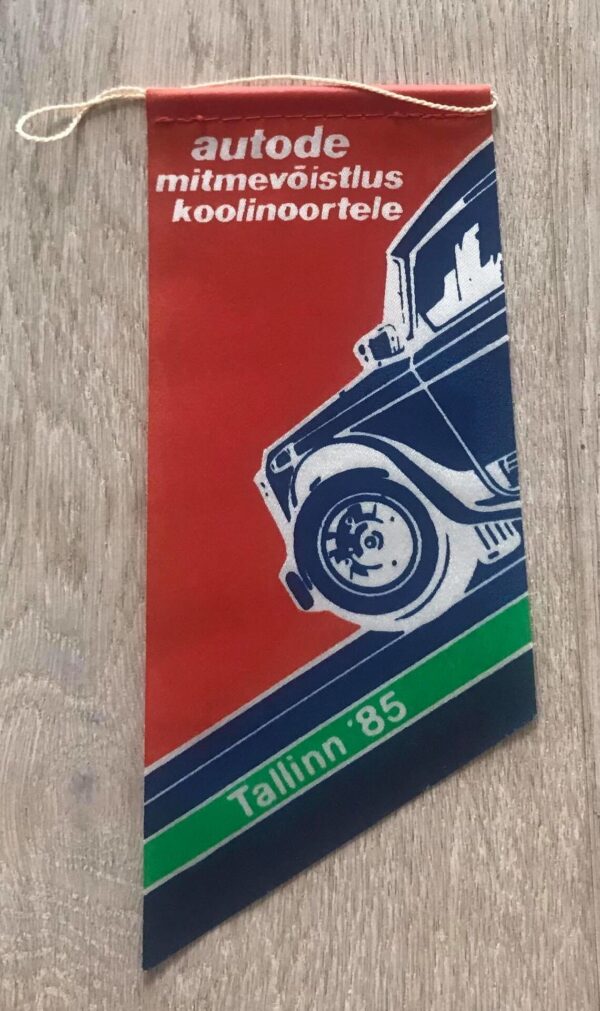 autode
mitmevõistlus
koolinoortele
Tallinn '85